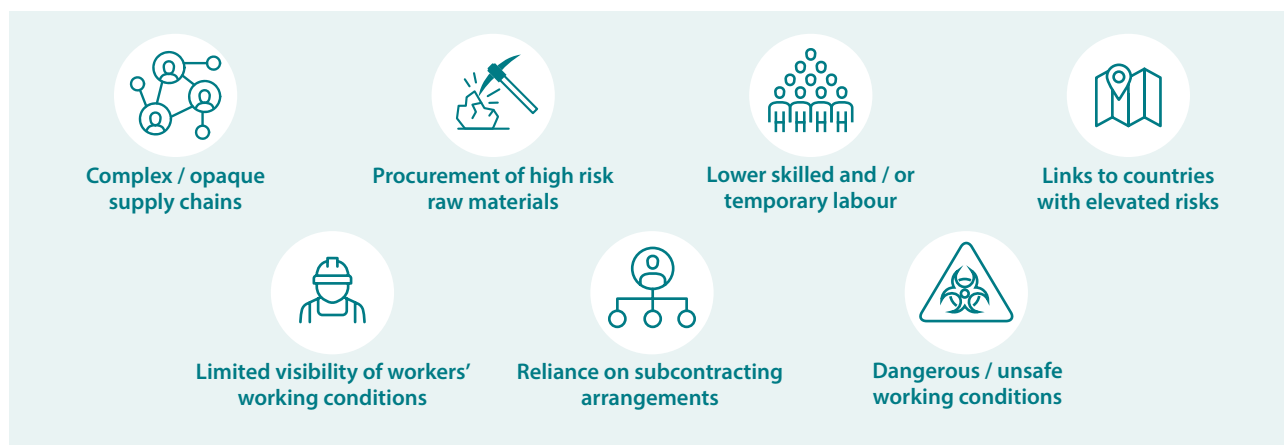 Complex / opaque
supply chains
Procurement of high risk
raw materials
Lower skilled and / or
temporary labour
Links to countries
with elevated risks
Limited visibility of workers’
working conditions
Reliance on subcontracting
arrangements
Dangerous / unsafe
working conditions